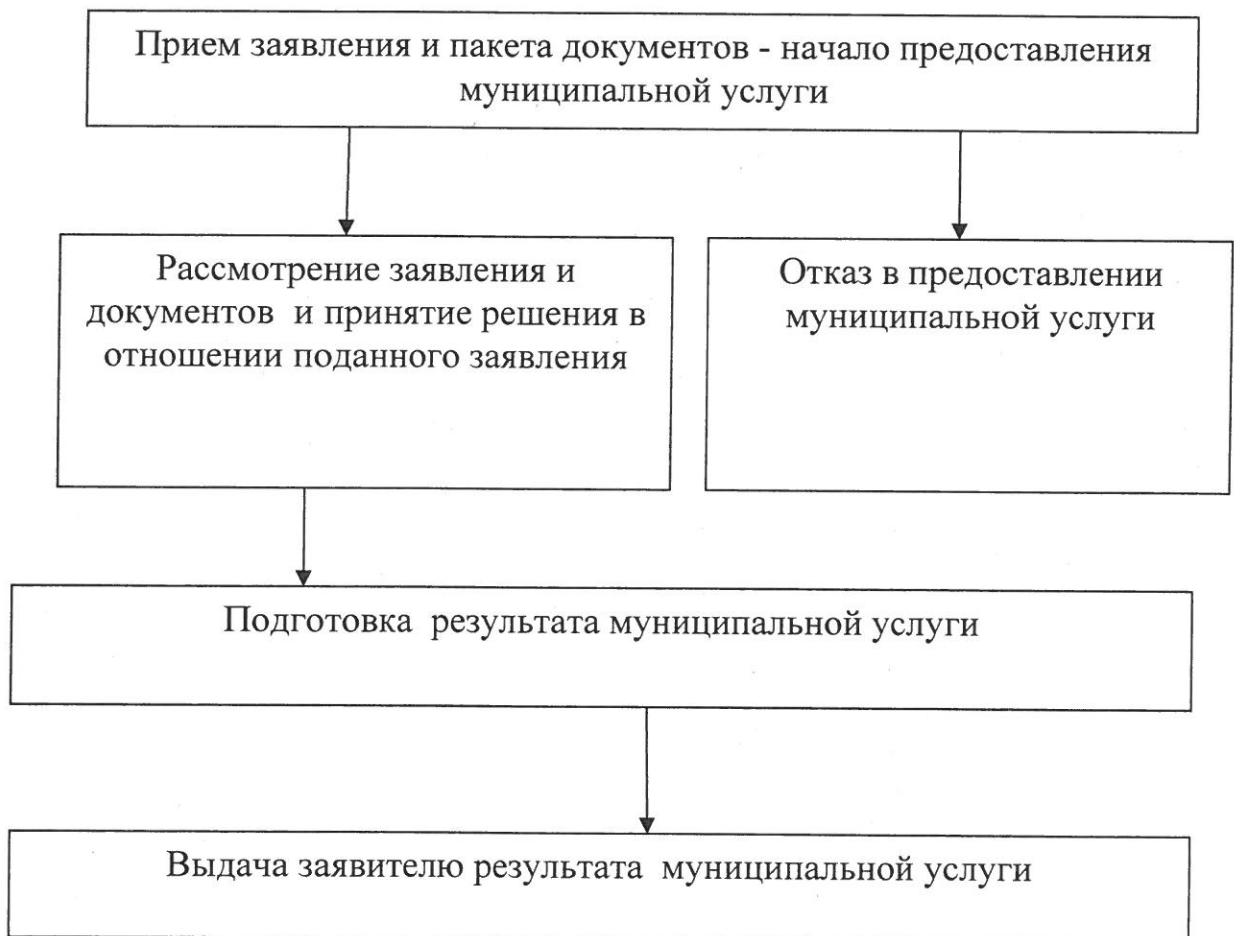 Прием заявления и пакета документов - начало предоставления
муниципальной услуги
Рассмотрение заявления и
документов и принятие решения в
отношении поданного заявления
Отказ в предоставлении
муниципальной услуги
Подготовка результата муниципальной услуги
Выдача заявителю результата муниципальной услуги